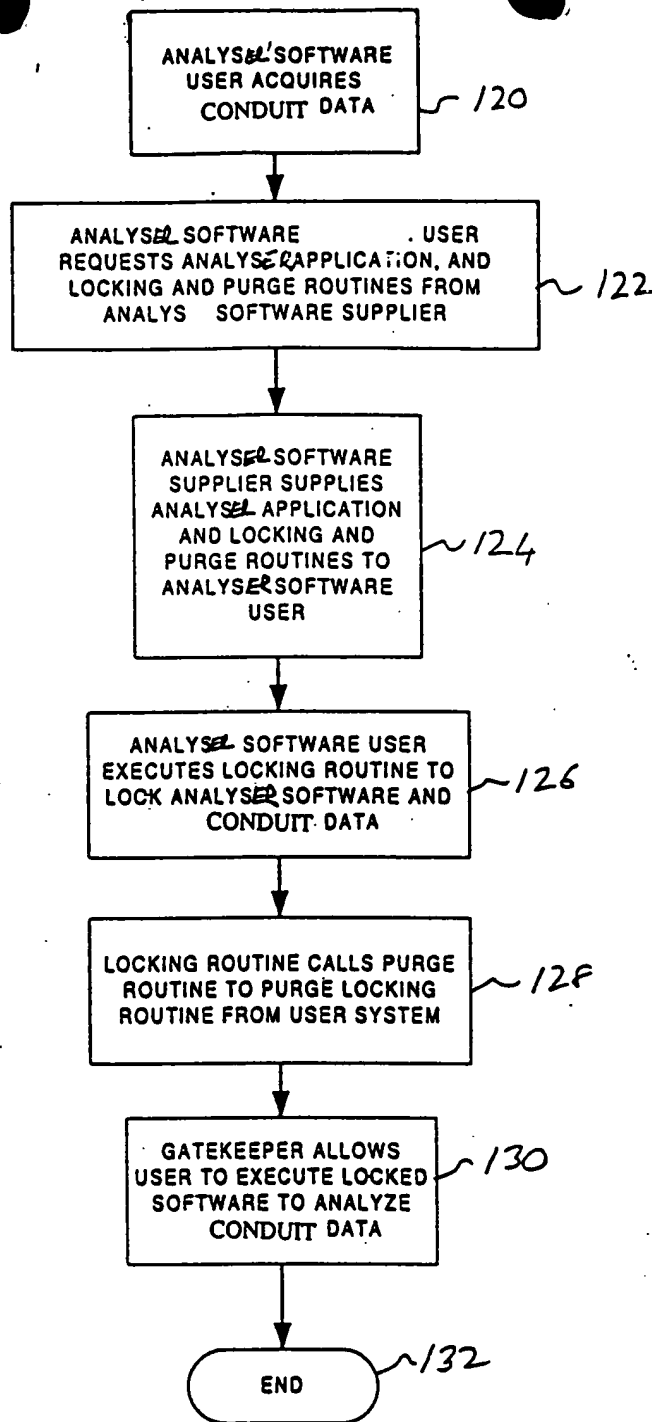 ANALYSER' SOFTWARE
USER ACQUIRES
CONDUIT DATA
120
ANALYSER SOFTWARE . USER
REQUESTS ANALYSER APPLICATION, AND
LOCKING AND PURGE ROUTINES FROM
ANALYS SOFTWARE SUPPLIER
122
ANALYSER SOFTWARE
SUPPLIER SUPPLIES
ANALYSER APPLICATION
AND LOCKING AND
PURGE ROUTINES TO
ANALYSER SOFTWARE
USER
124
ANALYSER SOFTWARE USER
EXECUTES LOCKING ROUTINE TO
LOCK ANALYSER SOFTWARE AND
CONDUIT DATA
126
LOCKING ROUTINE CALLS PURGE
ROUTINE TO PURGE LOCKING
ROUTINE FROM USER SYSTEM
128
GATEKEEPER ALLOWS
USER TO EXECUTE LOCKED
SOFTWARE TO ANALYZE
CONDUIT DATA
130
END
132